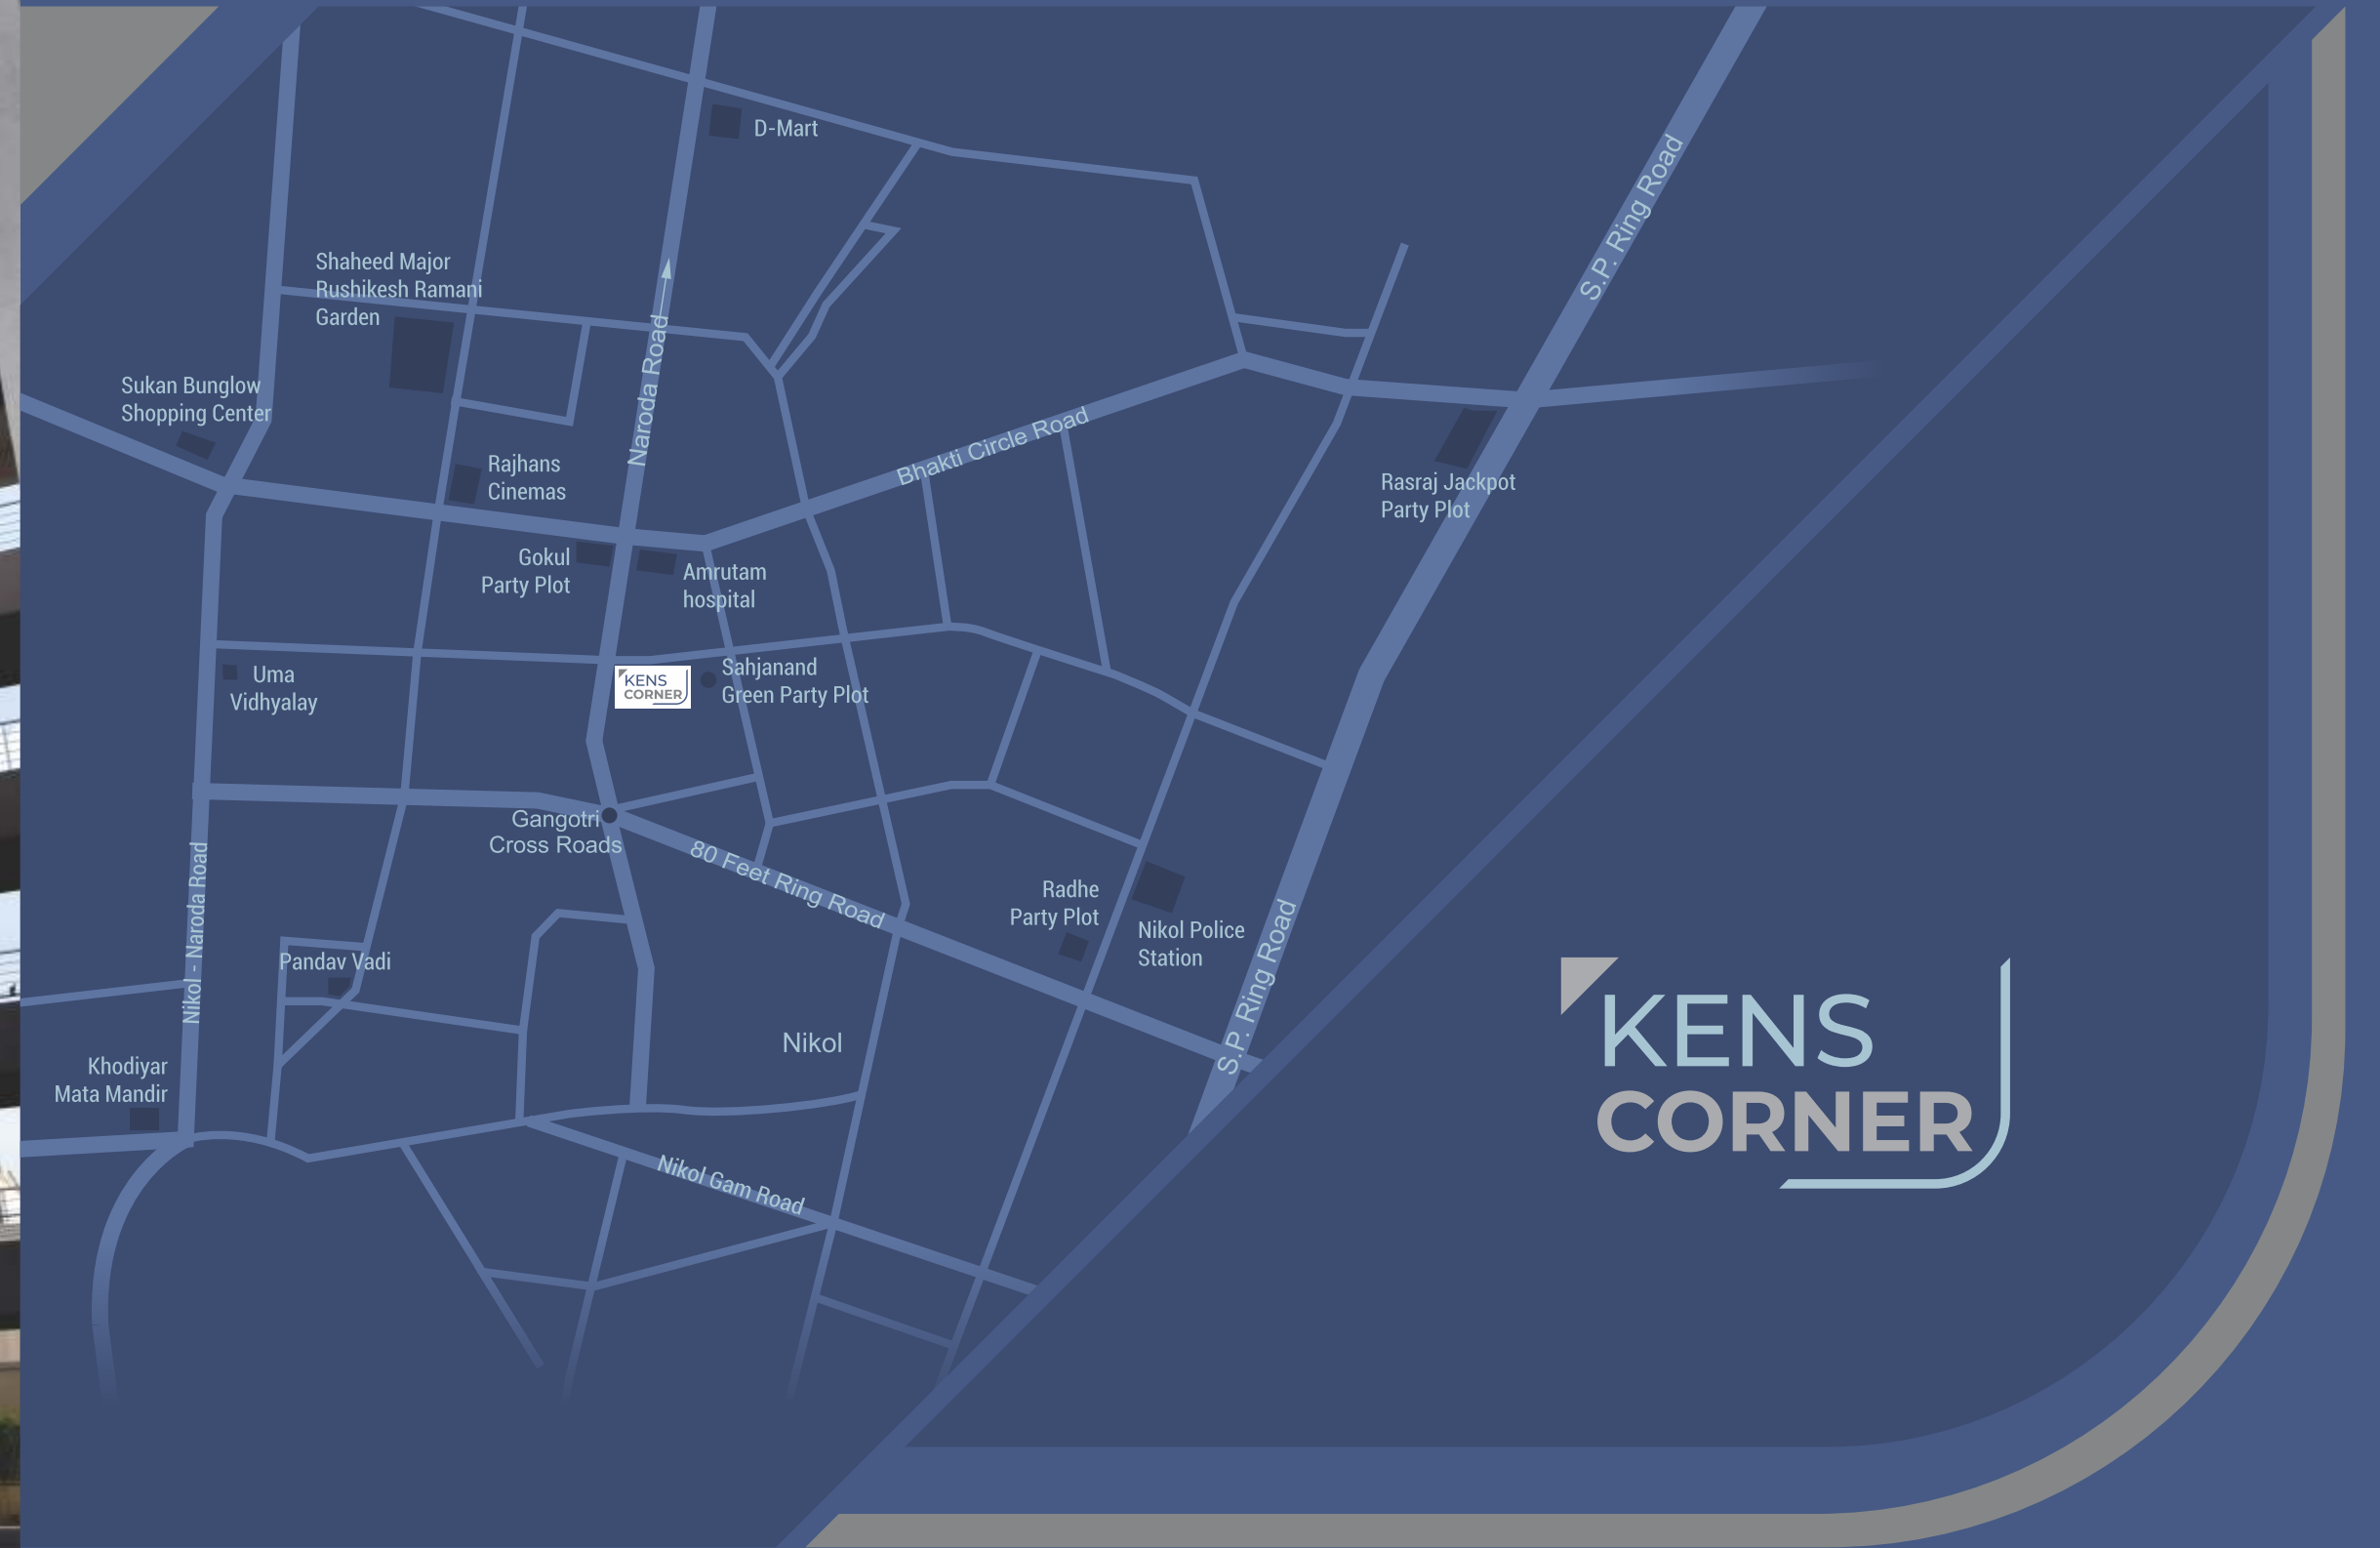 D-Mart
S.P. Ring Road
Shaheed Major
Rushikesh Ramani
Garden
Naroda Road
Sukan Bunglow
Shopping Center
Bhakti Circle Road
Rajhans
Cinemas
Rasraj Jackpot
Party Plot
Gokul
Party Plot
Amrutam
hospital
Uma
Vidhyalay
KENS
CORNER
Sahjanand
Green Party Plot
Gangotri
Cross Roads
80 Feet Ring Road
Nikol - Naroda Road
Radhe
Party Plot
Nikol Police
Station
S.P. Ring Road
Pandav Vadi
Nikol
Khodiyar
Mata Mandir
Nikol Gam Road
KENS
CORNER